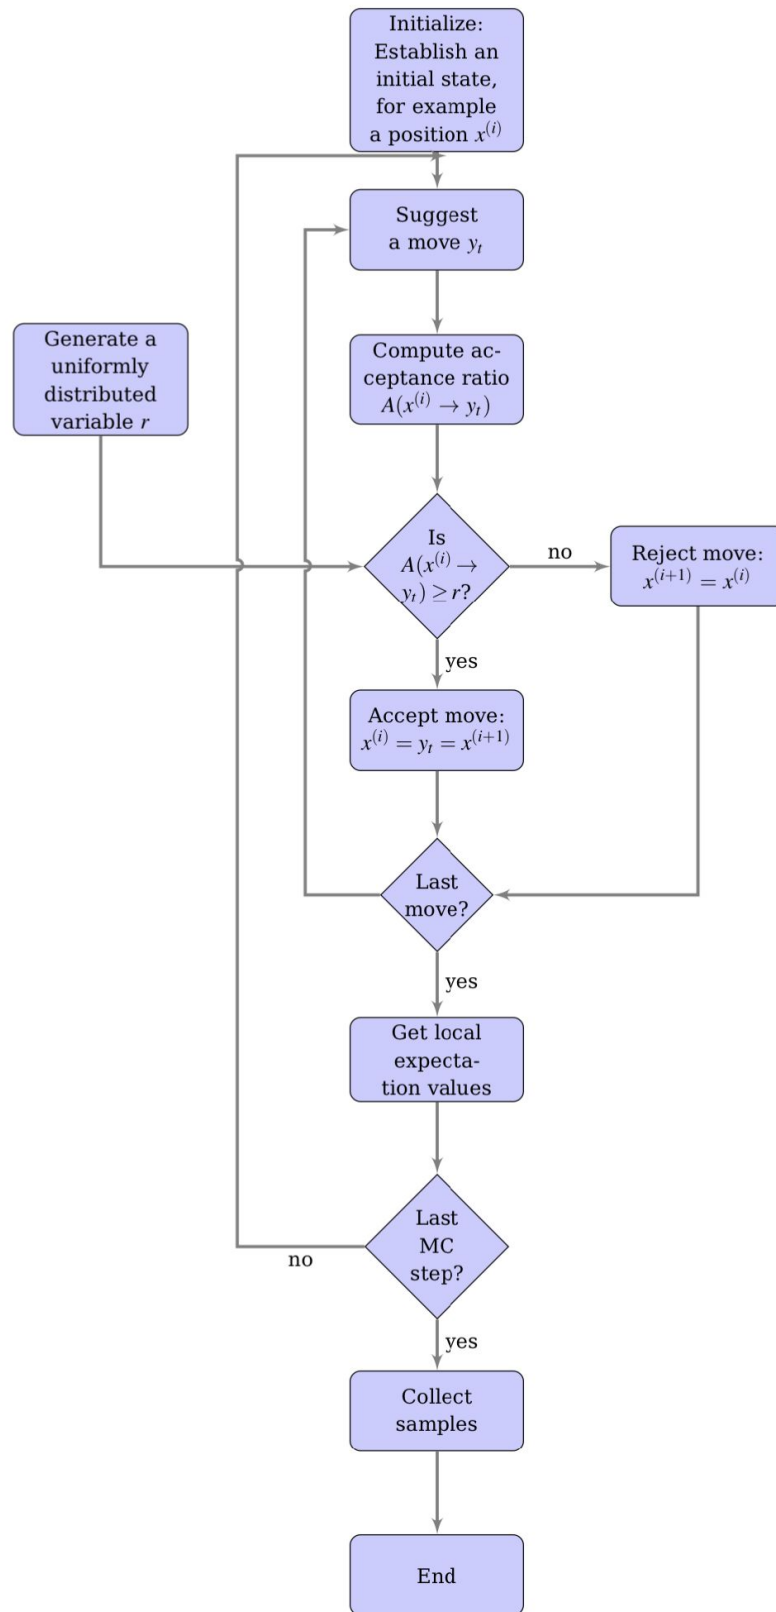 Initialize:
Establish an
initial state,
for example
a position x^{(i)}
Suggest
a move y_t
Generate a
uniformly
distributed
variable r
Compute ac-
ceptance ratio
A(x^{(i)} → y_t)
Is
A(x^{(i)} →
y_t) ≥ r?
no
Reject move:
x^{(i+1)} = x^{(i)}
yes
Accept move:
x^{(i)} = y_t = x^{(i+1)}
Last
move?
yes
Get local
expecta-
tion values
Last
MC
step?
no
yes
Collect
samples
End